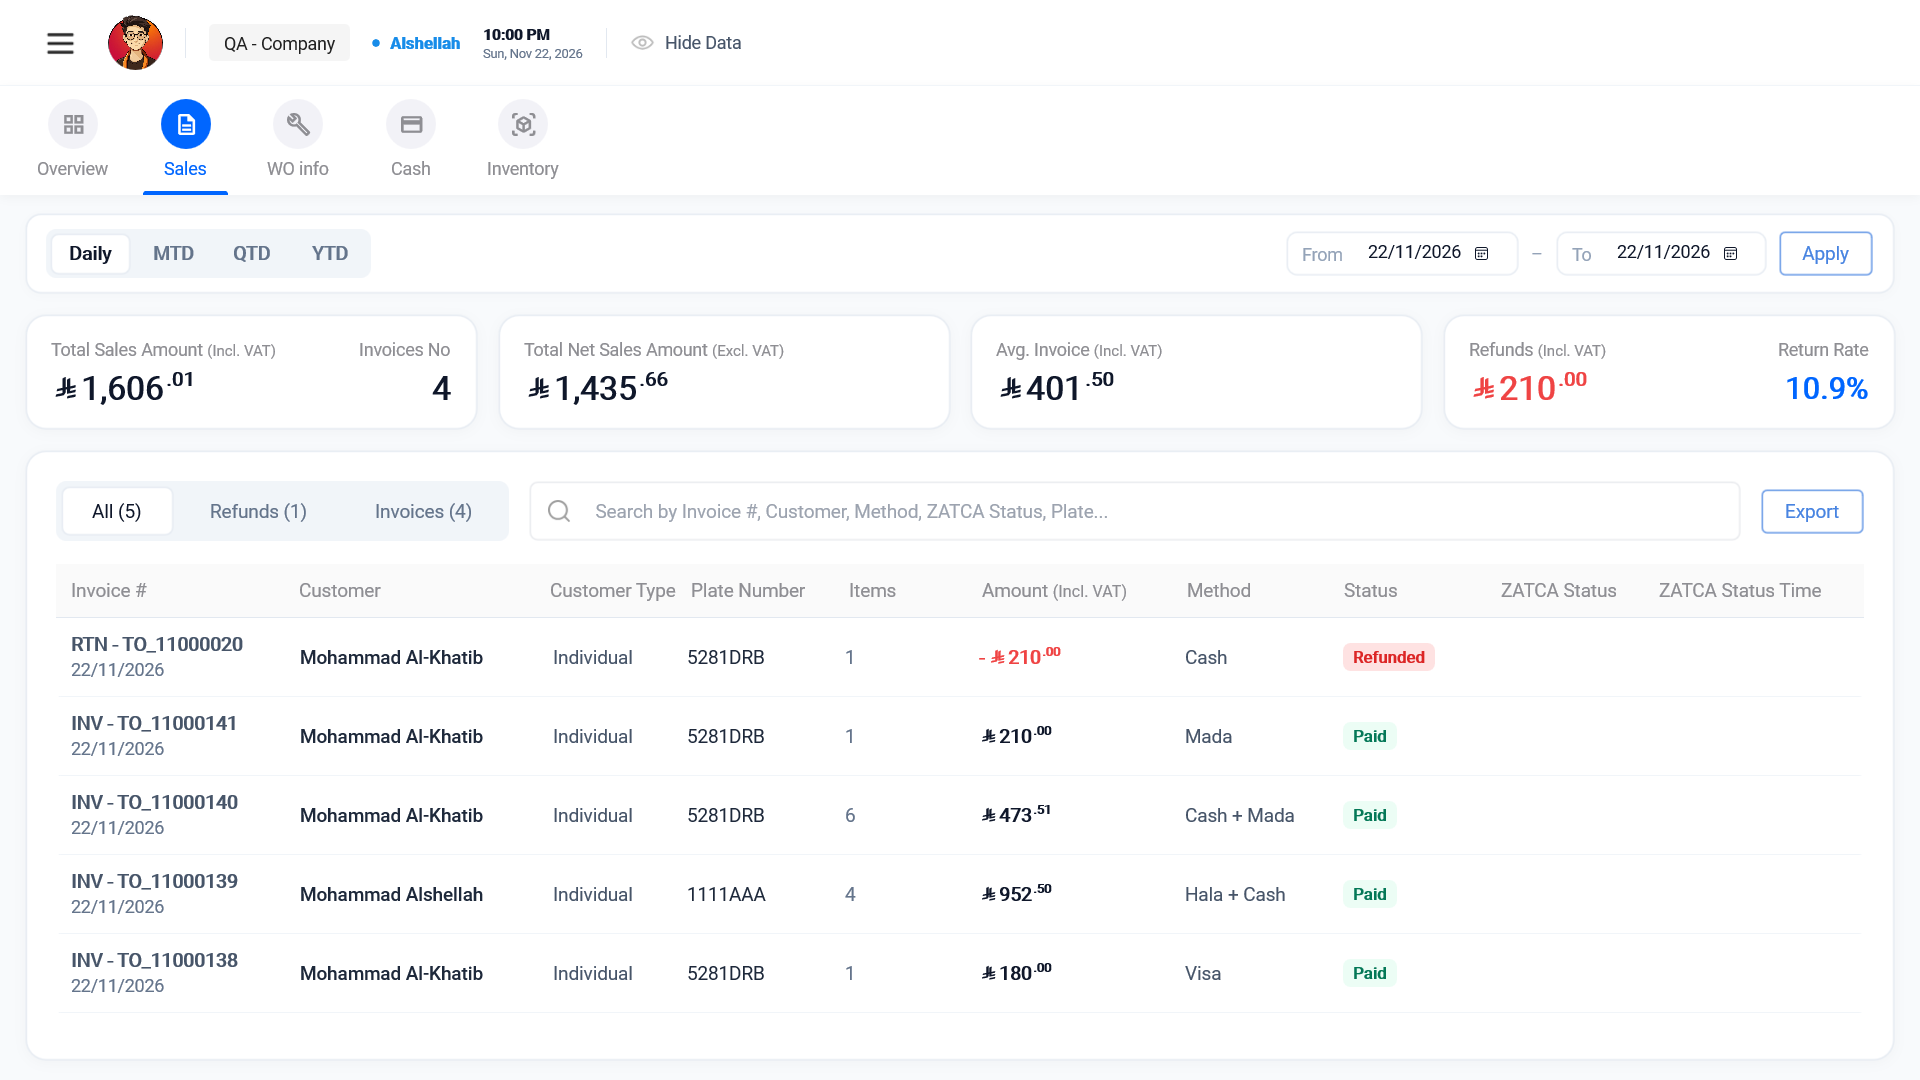 QA - Company
Alshellah
10:00 PM
Sun, Nov 22, 2026
Hide Data
Overview
Sales
WO info
Cash
Inventory
Daily MTD QTD YTD
From 22/11/2026 – To 22/11/2026 Apply
Total Sales Amount (Incl. VAT) Invoices No
1,606.01 4
Total Net Sales Amount (Excl. VAT)
1,435.66
Avg. Invoice (Incl. VAT)
401.50
Refunds (Incl. VAT) Return Rate
210.00 10.9%
All (5) Refunds (1) Invoices (4)
Search by Invoice #, Customer, Method, ZATCA Status, Plate...
Export
Invoice # Customer Customer Type Plate Number Items Amount (Incl. VAT) Method Status ZATCA Status ZATCA Status Time
RTN - TO_11000020
22/11/2026
Mohammad Al-Khatib Individual 5281DRB 1 - 210.00 Cash Refunded
INV - TO_11000141
22/11/2026
Mohammad Al-Khatib Individual 5281DRB 1 210.00 Mada Paid
INV - TO_11000140
22/11/2026
Mohammad Al-Khatib Individual 5281DRB 6 473.51 Cash + Mada Paid
INV - TO_11000139
22/11/2026
Mohammad Alshellah Individual 1111AAA 4 952.50 Hala + Cash Paid
INV - TO_11000138
22/11/2026
Mohammad Al-Khatib Individual 5281DRB 1 180.00 Visa Paid